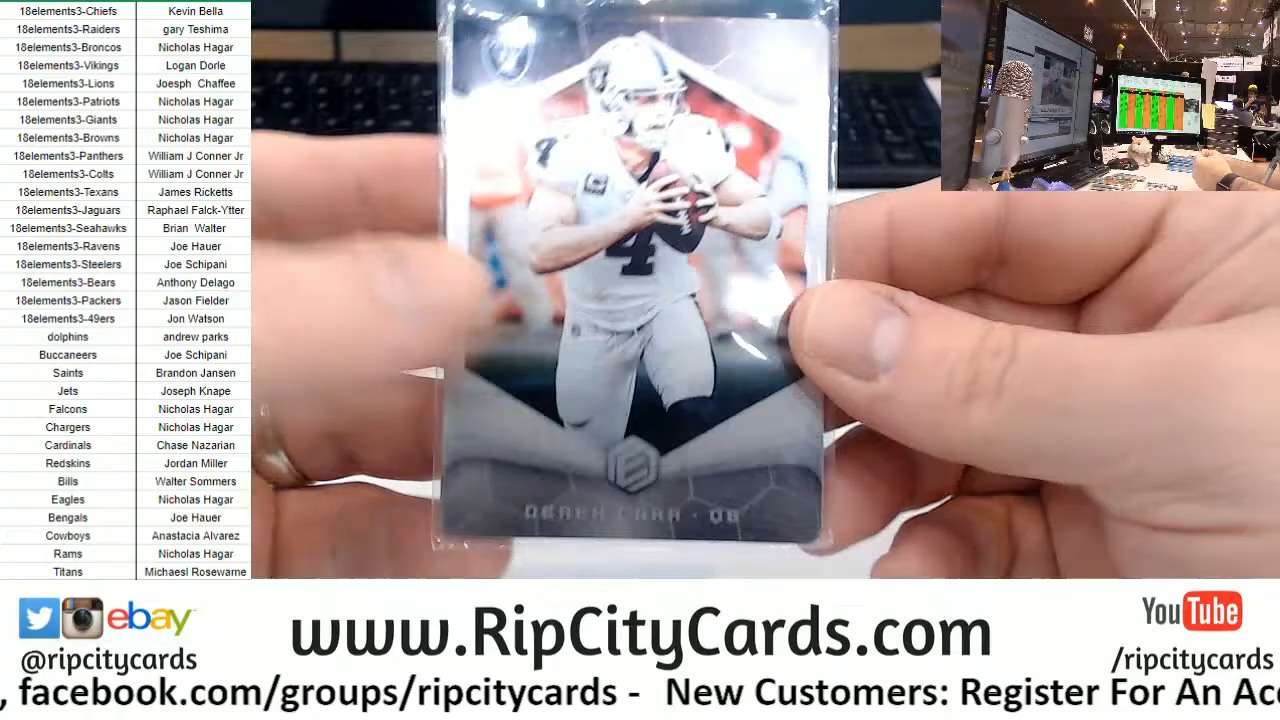 18elements3-Chiefs Kevin Bella
18elements3-Raiders gary Teshima
18elements3-Broncos Nicholas Hagar
18elements3-Vikings Logan Dorle
18elements3-Lions Joesph Chaffee
18elements3-Patriots Nicholas Hagar
18elements3-Giants Nicholas Hagar
18elements3-Browns Nicholas Hagar
18elements3-Panthers William J Conner Jr
18elements3-Colts William J Conner Jr
18elements3-Texans James Ricketts
18elements3-Jaguars Raphael Falck-Ytter
18elements3-Seahawks Brian Walter
18elements3-Ravens Joe Hauer
18elements3-Steelers Joe Schipani
18elements3-Bears Anthony Delago
18elements3-Packers Jason Fielder
18elements3-49ers Jon Watson
dolphins andrew parks
Buccaneers Joe Schipani
Saints Brandon Jansen
Jets Joseph Knape
Falcons Nicholas Hagar
Chargers Nicholas Hagar
Cardinals Chase Nazarian
Redskins Jordan Miller
Bills Walter Sommers
Eagles Nicholas Hagar
Bengals Joe Hauer
Cowboys Anastacia Alvarez
Rams Nicholas Hagar
Titans Michaesl Rosewarne
4
4
DEREK CARR · QB
ebay
@ripcitycards
www.RipCityCards.com
YouTube
/ripcitycards
, facebook.com/groups/ripcitycards - New Customers: Register For An Acc